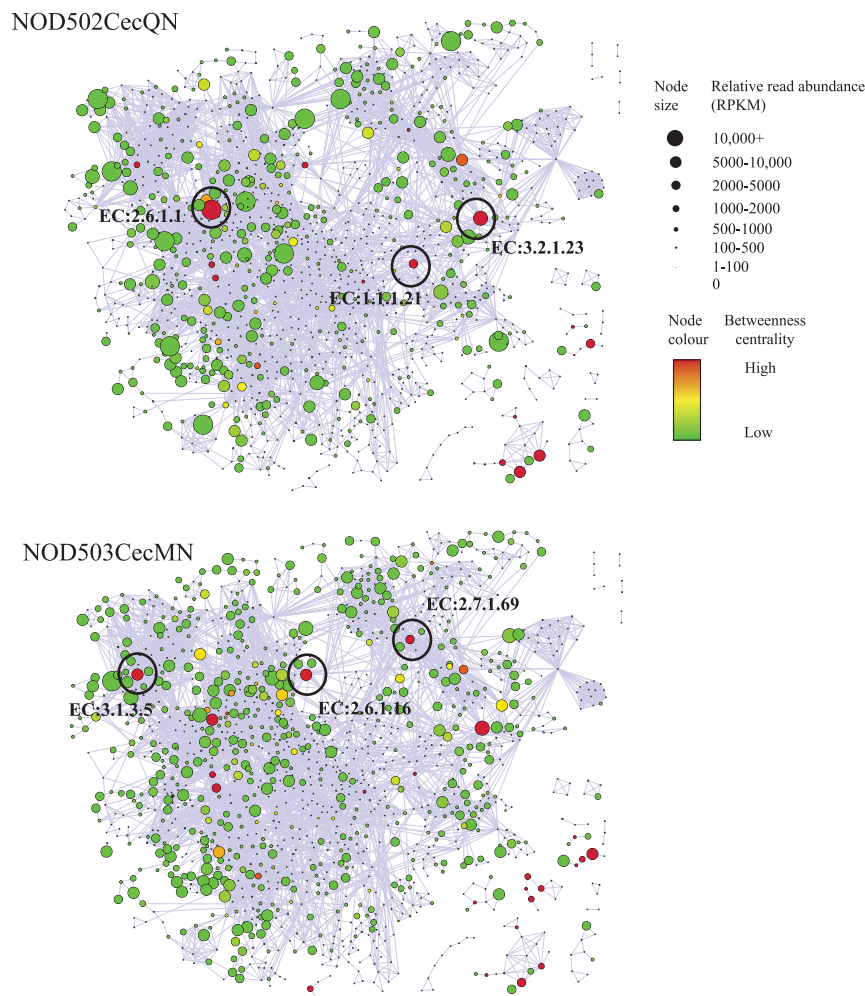 NOD502CecQN
Node size
Relative read abundance (RPKM)
10,000+
5000-10,000
2000-5000
1000-2000
500-1000
100-500
1-100
0
EC:2.6.1.1
EC:3.2.1.23
EC:1.1.1.21
Node colour
Betweenness centrality
High
Low
NOD503CecMN
EC:2.7.1.69
EC:3.1.3.5
EC:2.6.1.16